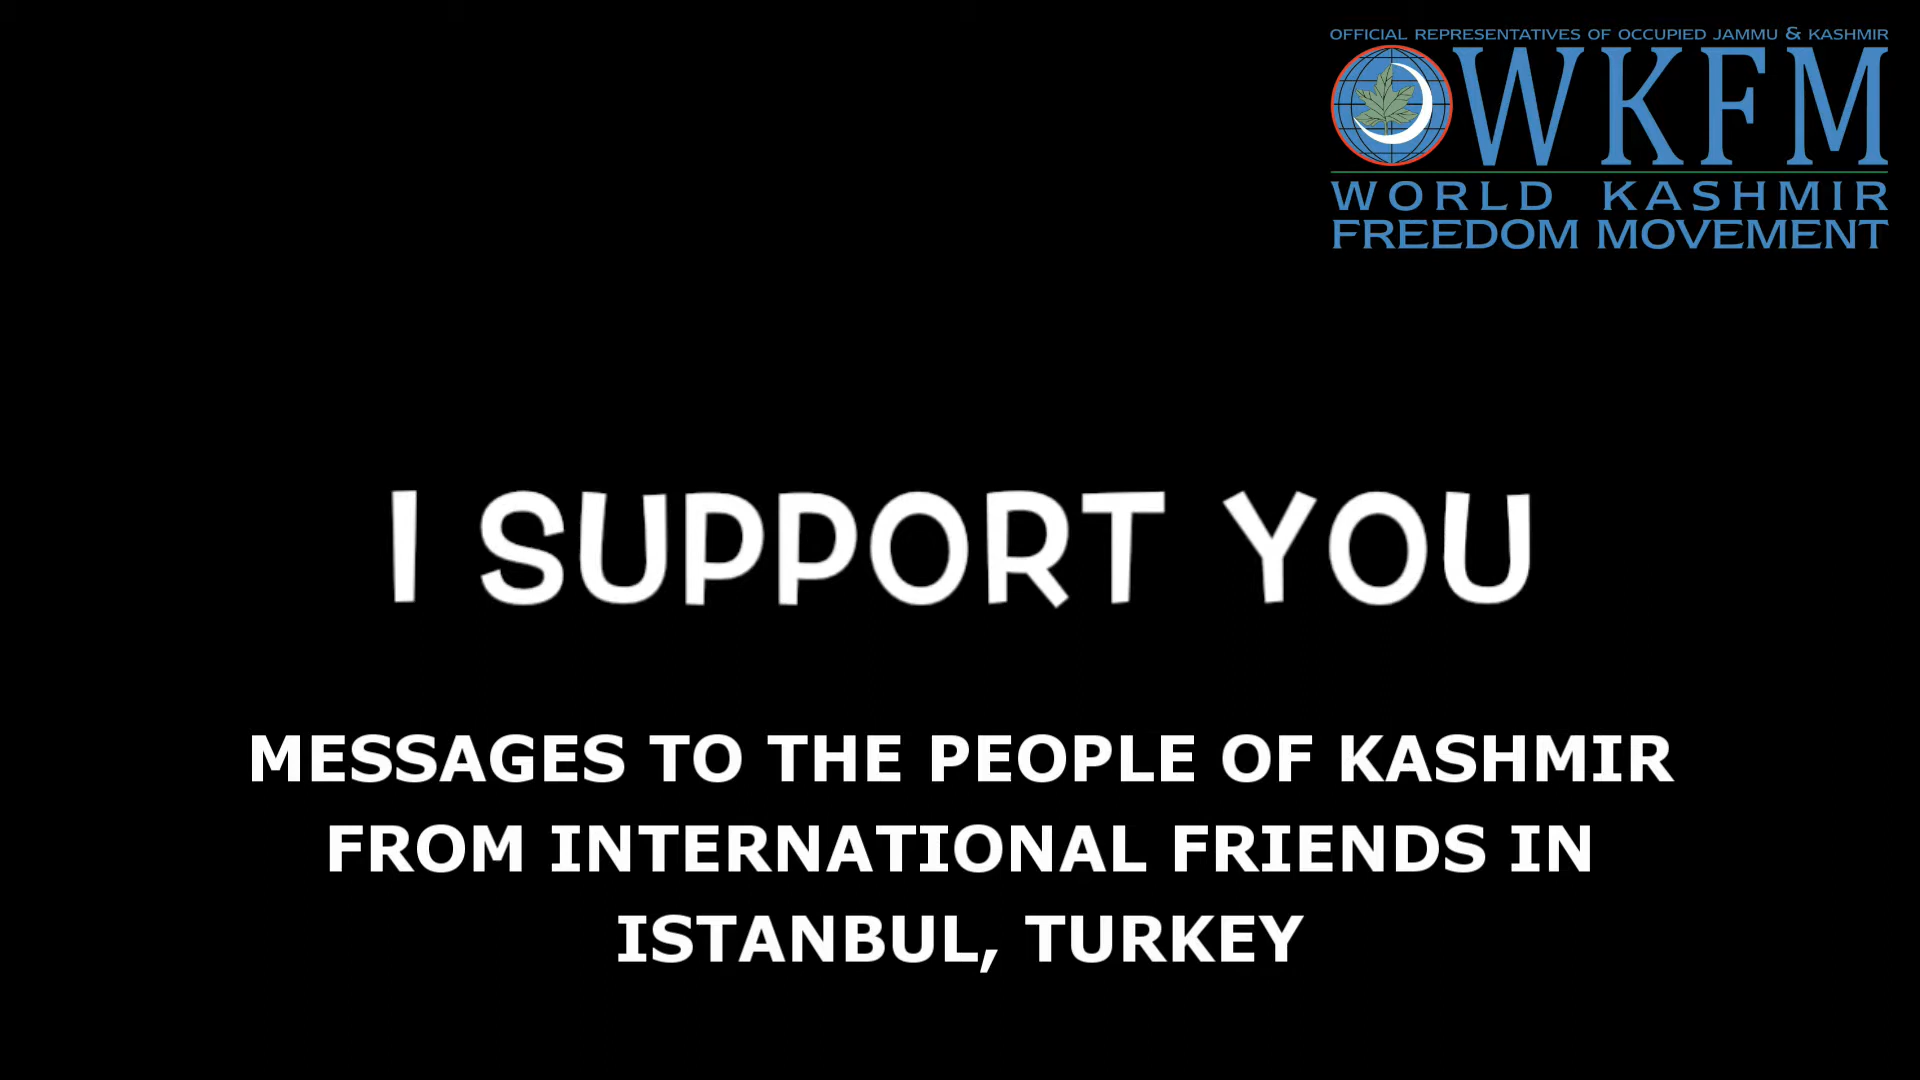 OFFICIAL REPRESENTATIVES OF OCCUPIED JAMMU & KASHMIR
WKFM
WORLD KASHMIR
FREEDOM MOVEMENT
I SUPPORT YOU
MESSAGES TO THE PEOPLE OF KASHMIR
FROM INTERNATIONAL FRIENDS IN
ISTANBUL, TURKEY